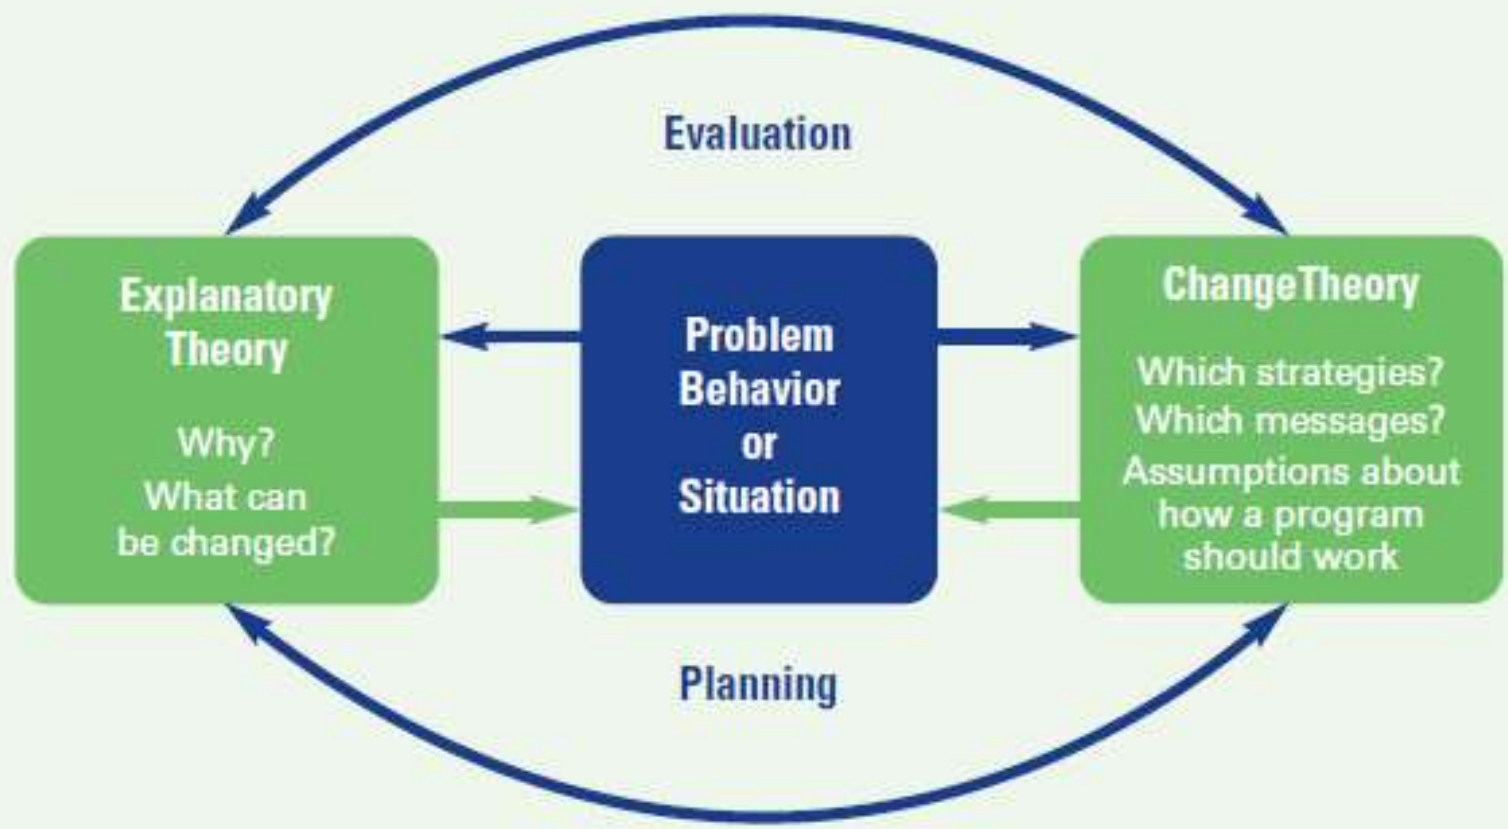 Evaluation
Explanatory
Theory
Why?
What can
be changed?
Problem
Behavior
or
Situation
ChangeTheory
Which strategies?
Which messages?
Assumptions about
how a program
should work
Planning